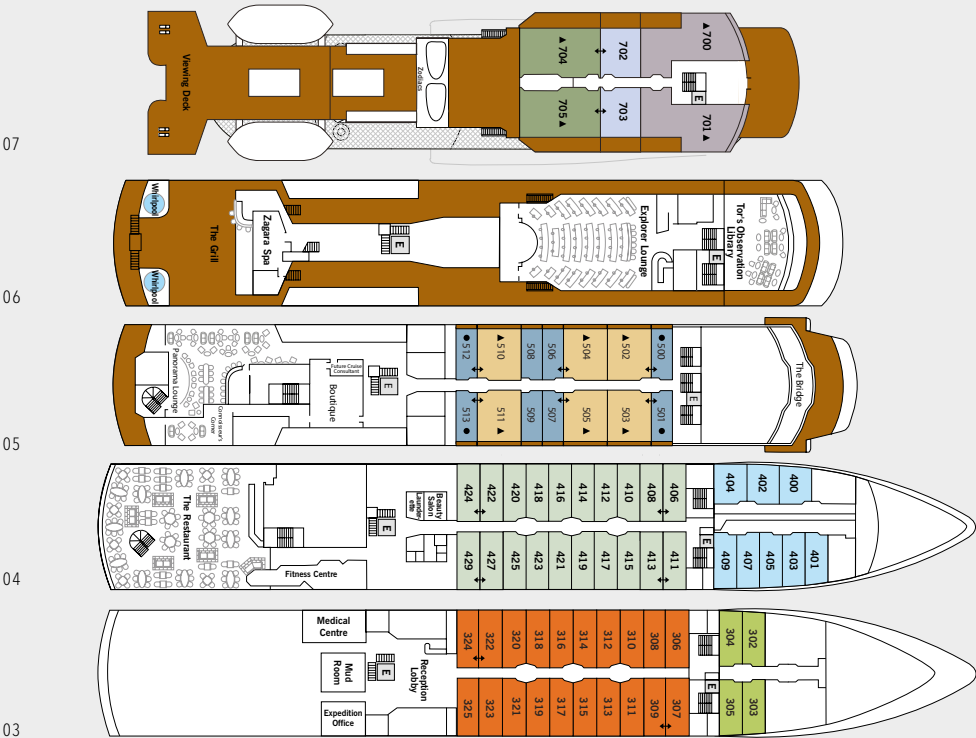 07
Viewing Deck
Zodiacs
▲704
702
▲700
705▲
703
701▲
E
06
Whirlpool
Whirlpool
The Grill
Zagara Spa
E
Explorer Lounge
E
Tor's Observation
Library
05
Panorama Lounge
Connoisseur's
Corner
Future Cruise
Consultant
Boutique
E
512
510
508
506
504
502
500
513
511
509
507
505
503
501
E
The Bridge
04
The Restaurant
Fitness Centre
E
Beauty
Salon
Launder
ette
424
422
420
418
416
414
412
410
408
406
429
427
425
423
421
419
417
415
413
411
E
404
402
400
409
407
405
403
401
03
Medical
Centre
Mud
Room
Expedition
Office
E
Reception
Lobby
324
322
320
318
316
314
312
310
308
306
325
323
321
319
317
315
313
311
309
307
E
304
302
305
303